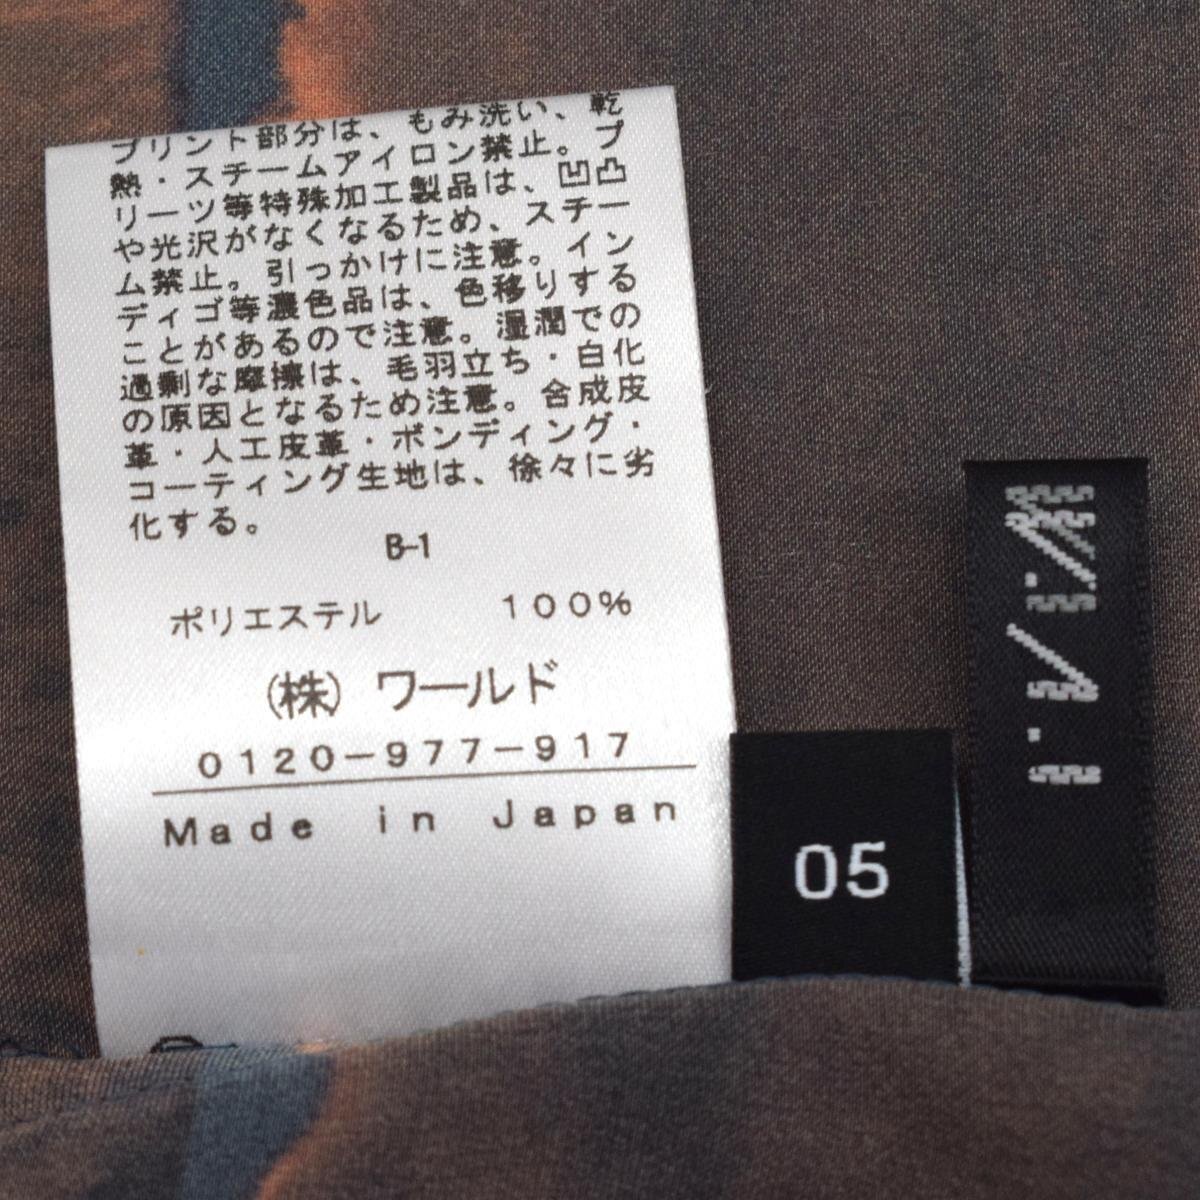 プリント部分は、もみ洗い、乾
熱・スチームアイロン禁止。プ
リーツ等特殊加工製品は、凹凸
や光沢がなくなるため、スチー
ム禁止。引っかけに注意。イン
ディゴ等濃色品は、色移りする
ことがあるので注意。湿潤での
過剰な摩擦は、毛羽立ち・白化
の原因となるため注意。合成皮
革・人工皮革・ボンディング・
コーティング生地は、徐々に劣
化する。
B-1
ポリエステル 100%
(株) ワールド
0120-977-917
Made in Japan
05